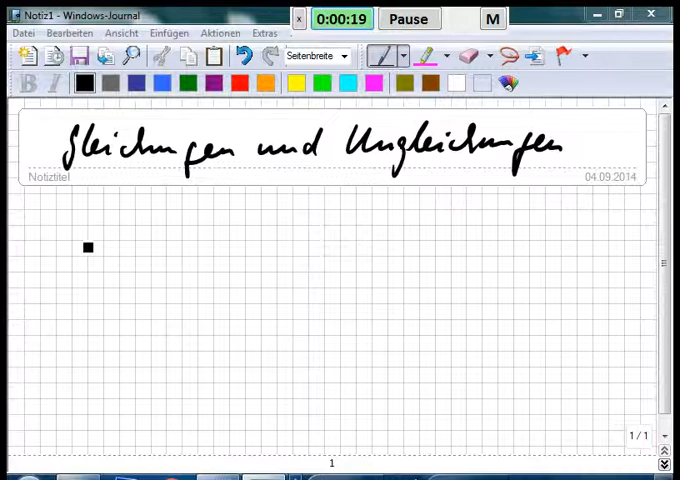 Notiz1 - Windows-Journal
x 0:00:19 Pause M
Datei Bearbeiten Ansicht Einfügen Aktionen Extras
Seitenbreite
B I
Gleichungen und Ungleichungen
Notiztitel 04.09.2014
1 / 1
1